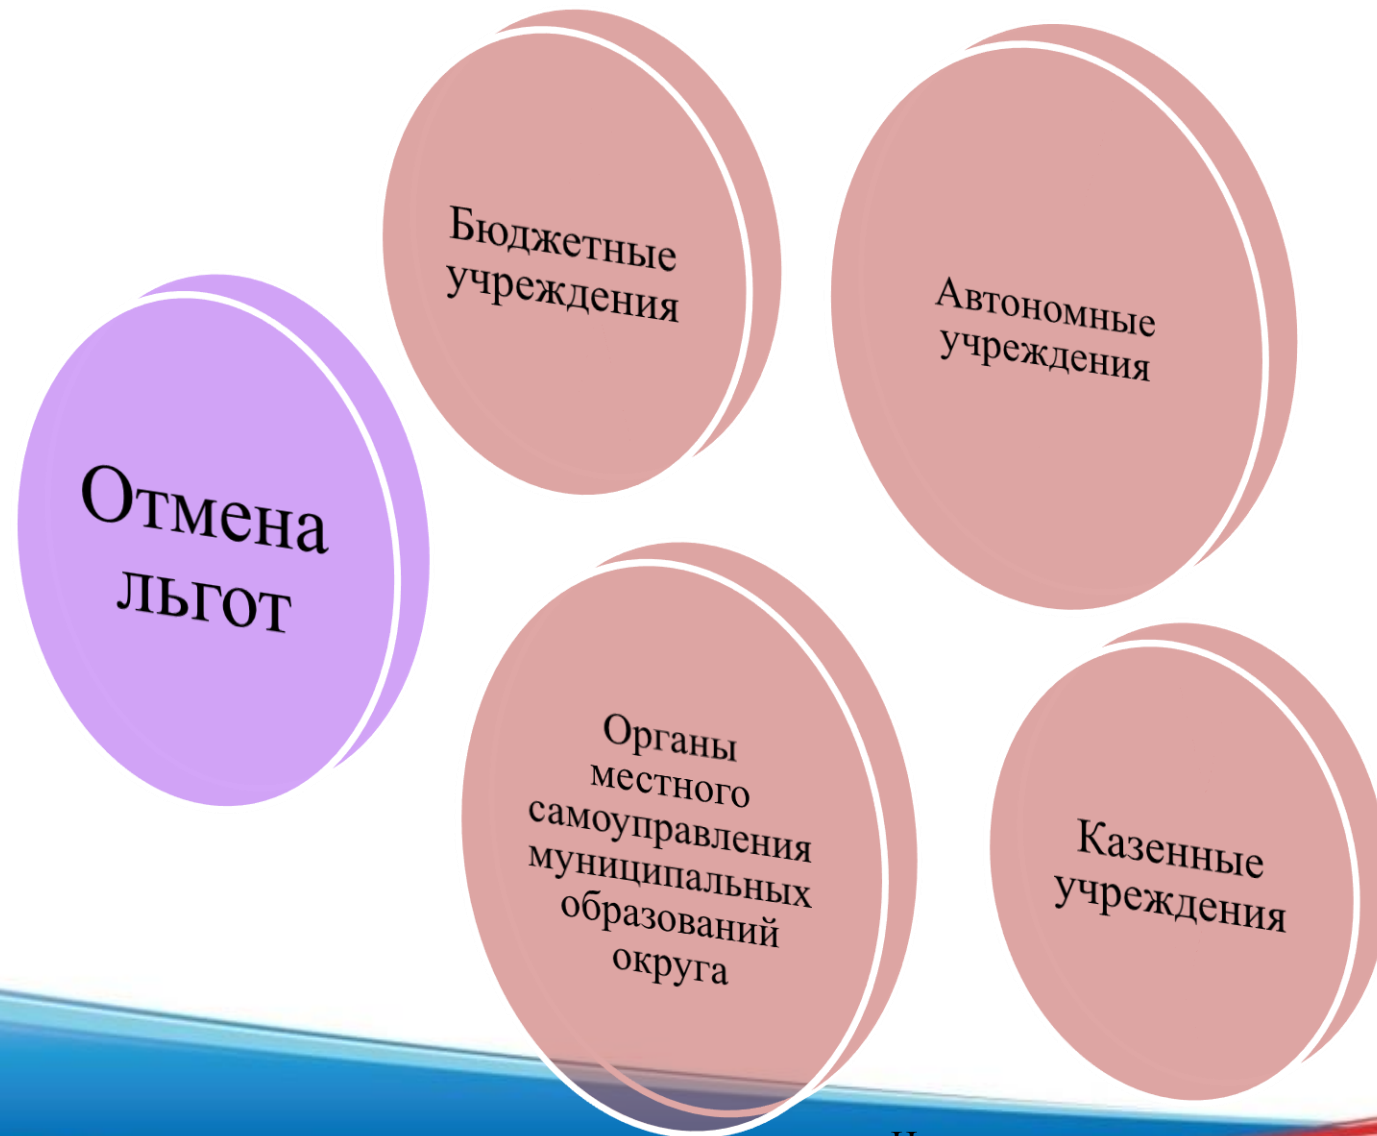 Бюджетные
учреждения
Автономные
учреждения
Отмена
льгот
Органы
местного
самоуправления
муниципальных
образований
округа
Казенные
учреждения